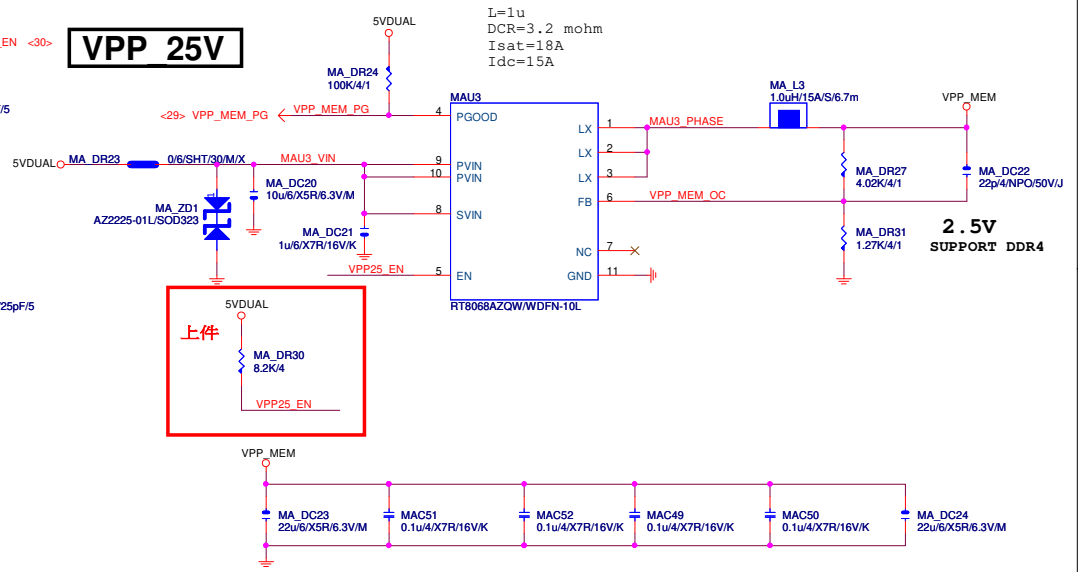 L=1u
DCR=3.2 mohm
Isat=18A
Idc=15A
_EN <30>
VPP_25V
5VDUAL
MA_DR24
100K/4/1
/5
<29> VPP_MEM_PG
VPP_MEM_PG
4
MAU3
PGOOD
5VDUAL
MA_DR23
0/6/SHT/30/M/X
MAU3_VIN
9
PVIN
10
PVIN
8
SVIN
5
EN
MA_DC20
10u/6/X5R/6.3V/M
1
MA_ZD1
AZ2225-01L/SOD323
MA_DC21
1u/6/X7R/16V/K
VPP25_EN
LX
1
LX
2
LX
3
FB
6
NC
7
GND
11
RT8068AZQW/WDFN-10L
MAU3_PHASE
MA_L3
1.0uH/15A/S/6.7m
VPP_MEM
VPP_MEM_OC
MA_DR27
4.02K/4/1
MA_DC22
22p/4/NPO/50V/J
MA_DR31
1.27K/4/1
2.5V
SUPPORT DDR4
/25pF/5
5VDUAL
上件
MA_DR30
8.2K/4
VPP25_EN
VPP_MEM
MA_DC23
22u/6/X5R/6.3V/M
MAC51
0.1u/4/X7R/16V/K
MAC52
0.1u/4/X7R/16V/K
MAC49
0.1u/4/X7R/16V/K
MAC50
0.1u/4/X7R/16V/K
MA_DC24
22u/6/X5R/6.3V/M